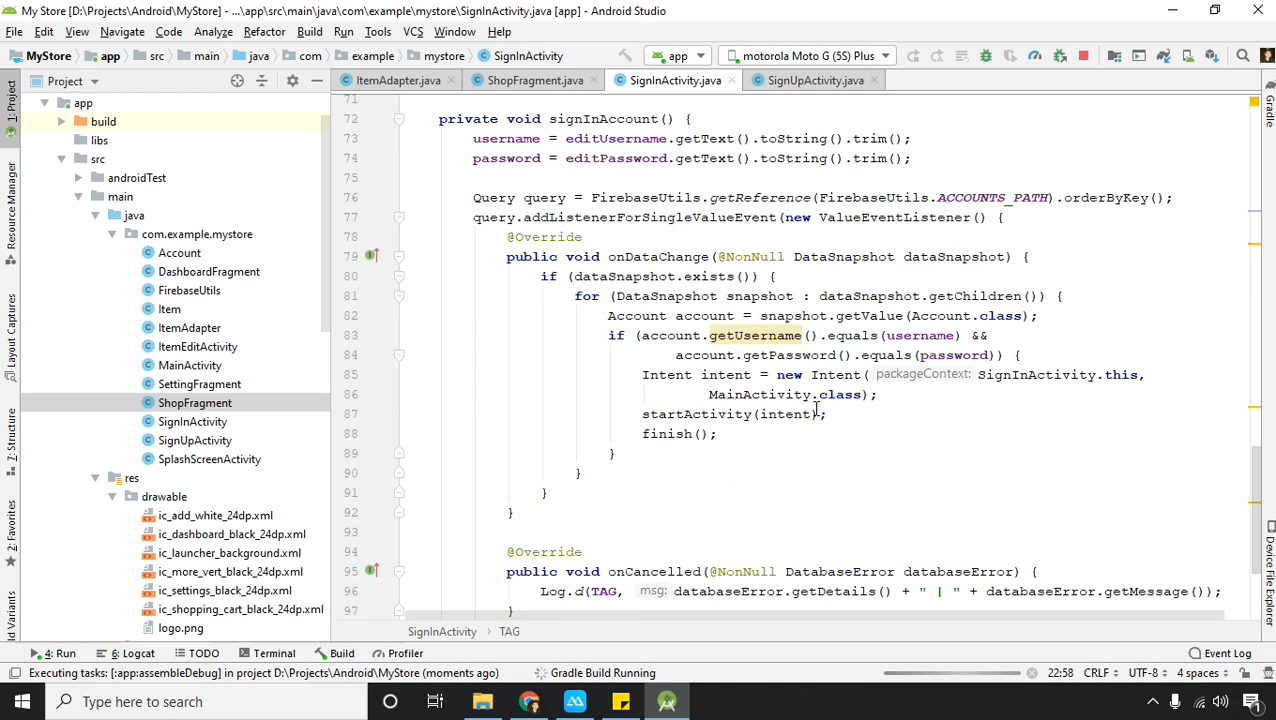 My Store [D:\Projects\Android\MyStore] - ...\app\src\main\java\com\example\mystore\SignInActivity.java [app] - Android Studio
File Edit View Navigate Code Analyze Refactor Build Run Tools VCS Window Help
MyStore app src main java com example mystore SignInActivity app motorola Moto G (5S) Plus
Project ItemAdapter.java ShopFragment.java SignInActivity.java SignUpActivity.java
1: Project
Resource Manager
Layout Captures
7: Structure
2: Favorites
Build Variants
app
build
libs
src
androidTest
main
java
com.example.mystore
Account
DashboardFragment
FirebaseUtils
Item
ItemAdapter
ItemEditActivity
MainActivity
SettingFragment
ShopFragment
SignInActivity
SignUpActivity
SplashScreenActivity
res
drawable
ic_add_white_24dp.xml
ic_dashboard_black_24dp.xml
ic_launcher_background.xml
ic_more_vert_black_24dp.xml
ic_settings_black_24dp.xml
ic_shopping_cart_black_24dp.xml
logo.png
71
72 private void signInAccount() {
73 username = editUsername.getText().toString().trim();
74 password = editPassword.getText().toString().trim();
75
76 Query query = FirebaseUtils.getReference(FirebaseUtils.ACCOUNTS_PATH).orderByKey();
77 query.addListenerForSingleValueEvent(new ValueEventListener() {
78 @Override
79 public void onDataChange(@NonNull DataSnapshot dataSnapshot) {
80 if (dataSnapshot.exists()) {
81 for (DataSnapshot snapshot : dataSnapshot.getChildren()) {
82 Account account = snapshot.getValue(Account.class);
83 if (account.getUsername().equals(username) &&
84 account.getPassword().equals(password)) {
85 Intent intent = new Intent( packageContext: SignInActivity.this,
86 MainActivity.class);
87 startActivity(intent);
88 finish();
89 }
90 }
91 }
92 }
93
94 @Override
95 public void onCancelled(@NonNull DatabaseError databaseError) {
96 Log.d(TAG, msg: databaseError.getDetails() + " | " + databaseError.getMessage());
97 }
SignInActivity TAG
Gradle
Device File Explorer
4: Run 6: Logcat TODO Terminal Build Profiler Event Log
Executing tasks: [:app:assembleDebug] in project D:\Projects\Android\MyStore (moments ago) Gradle Build Running 22:58 CRLF UTF-8 4 spaces
Type here to search
1